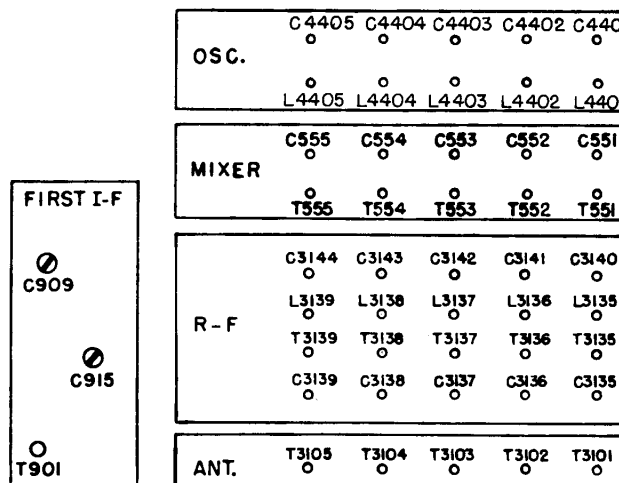 C4405 C4404 C4403 C4402
OSC.
L4405 L4404 L4403 L4402
C555 C554 C553 C552 C551
MIXER
T555 T554 T553 T552 T551
FIRST I-F
C909
C915
T901
C3144 C3143 C3142 C3141 C3140
L3139 L3138 L3137 L3136 L3135
R-F
T3139 T3138 T3137 T3136 T3135
C3139 C3138 C3137 C3136 C3135
T3105 T3104 T3103 T3102 T3101
ANT.